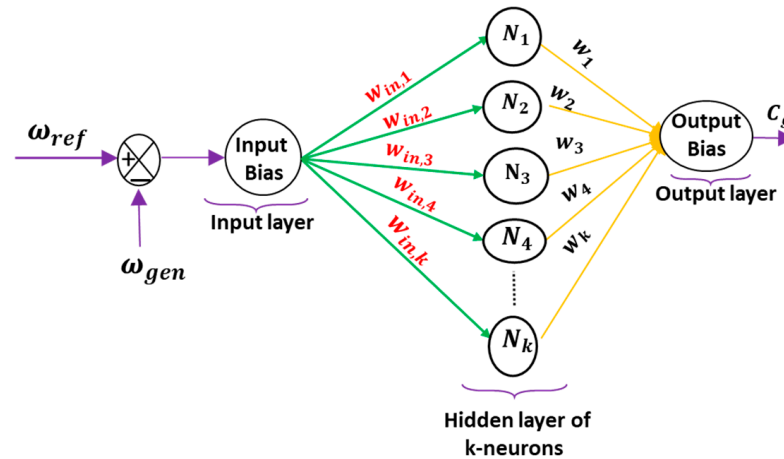 ω_ref
+
−
ω_gen
Input
Bias
Input layer
w_in,1
w_in,2
w_in,3
w_in,4
W_in,k
N_1
N_2
N_3
N_4
N_k
Hidden layer of
k-neurons
w_1
w_2
w_3
w_4
w_k
Output
Bias
Output layer